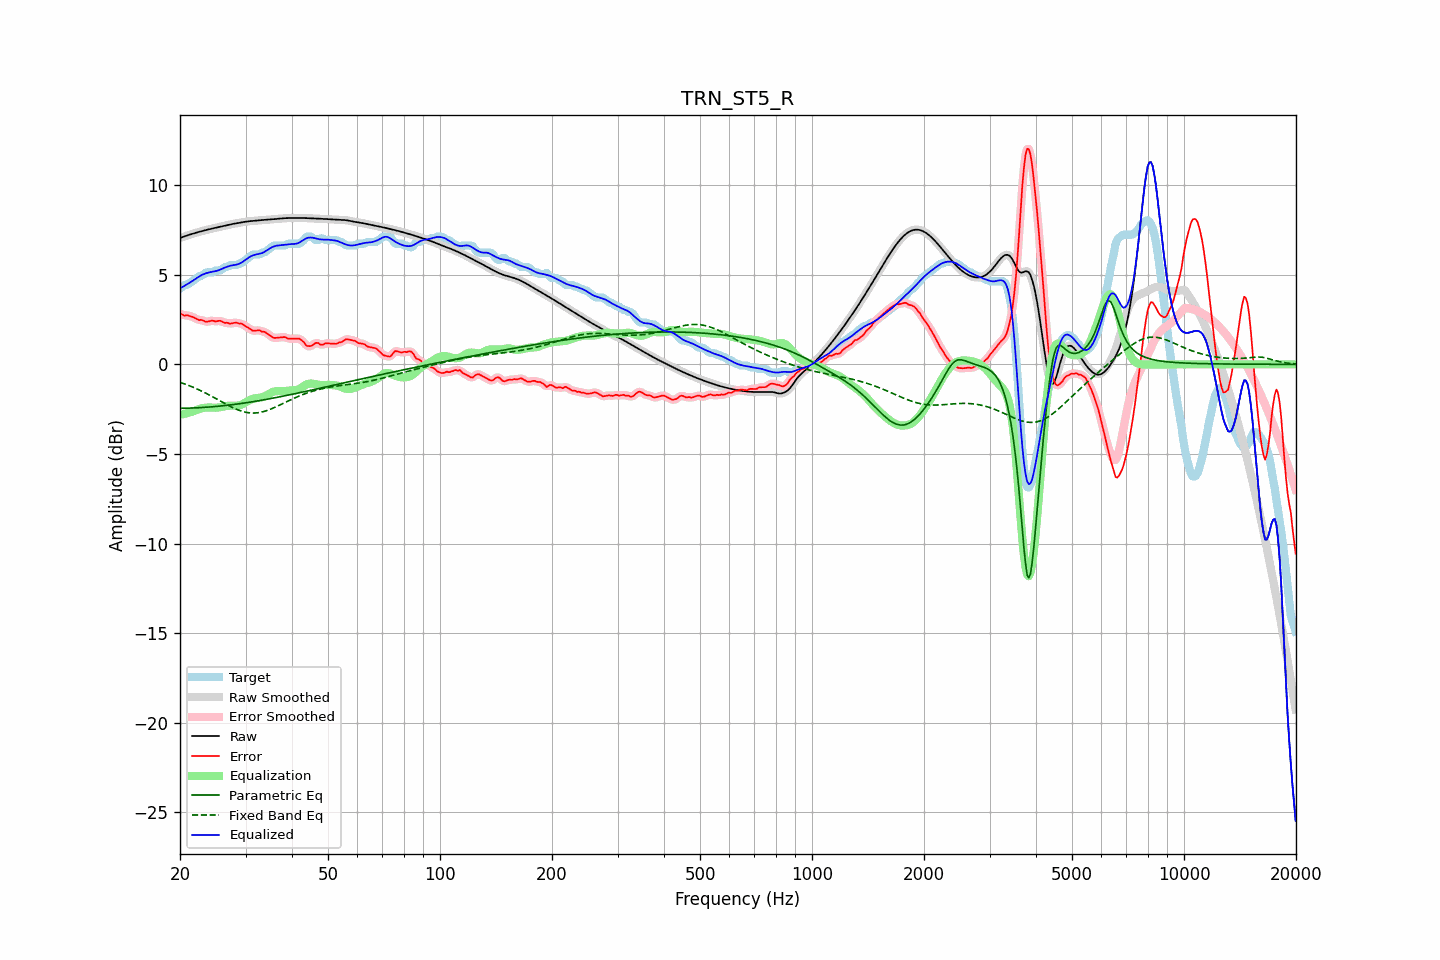 TRN_ST5_R
Amplitude (dBr)
10
5
0
−5
−10
−15
−20
−25
Target
Raw Smoothed
Error Smoothed
Raw
Error
Equalization
Parametric Eq
Fixed Band Eq
Equalized
20 50 100 200 500 1000 2000 5000 10000 20000
Frequency (Hz)